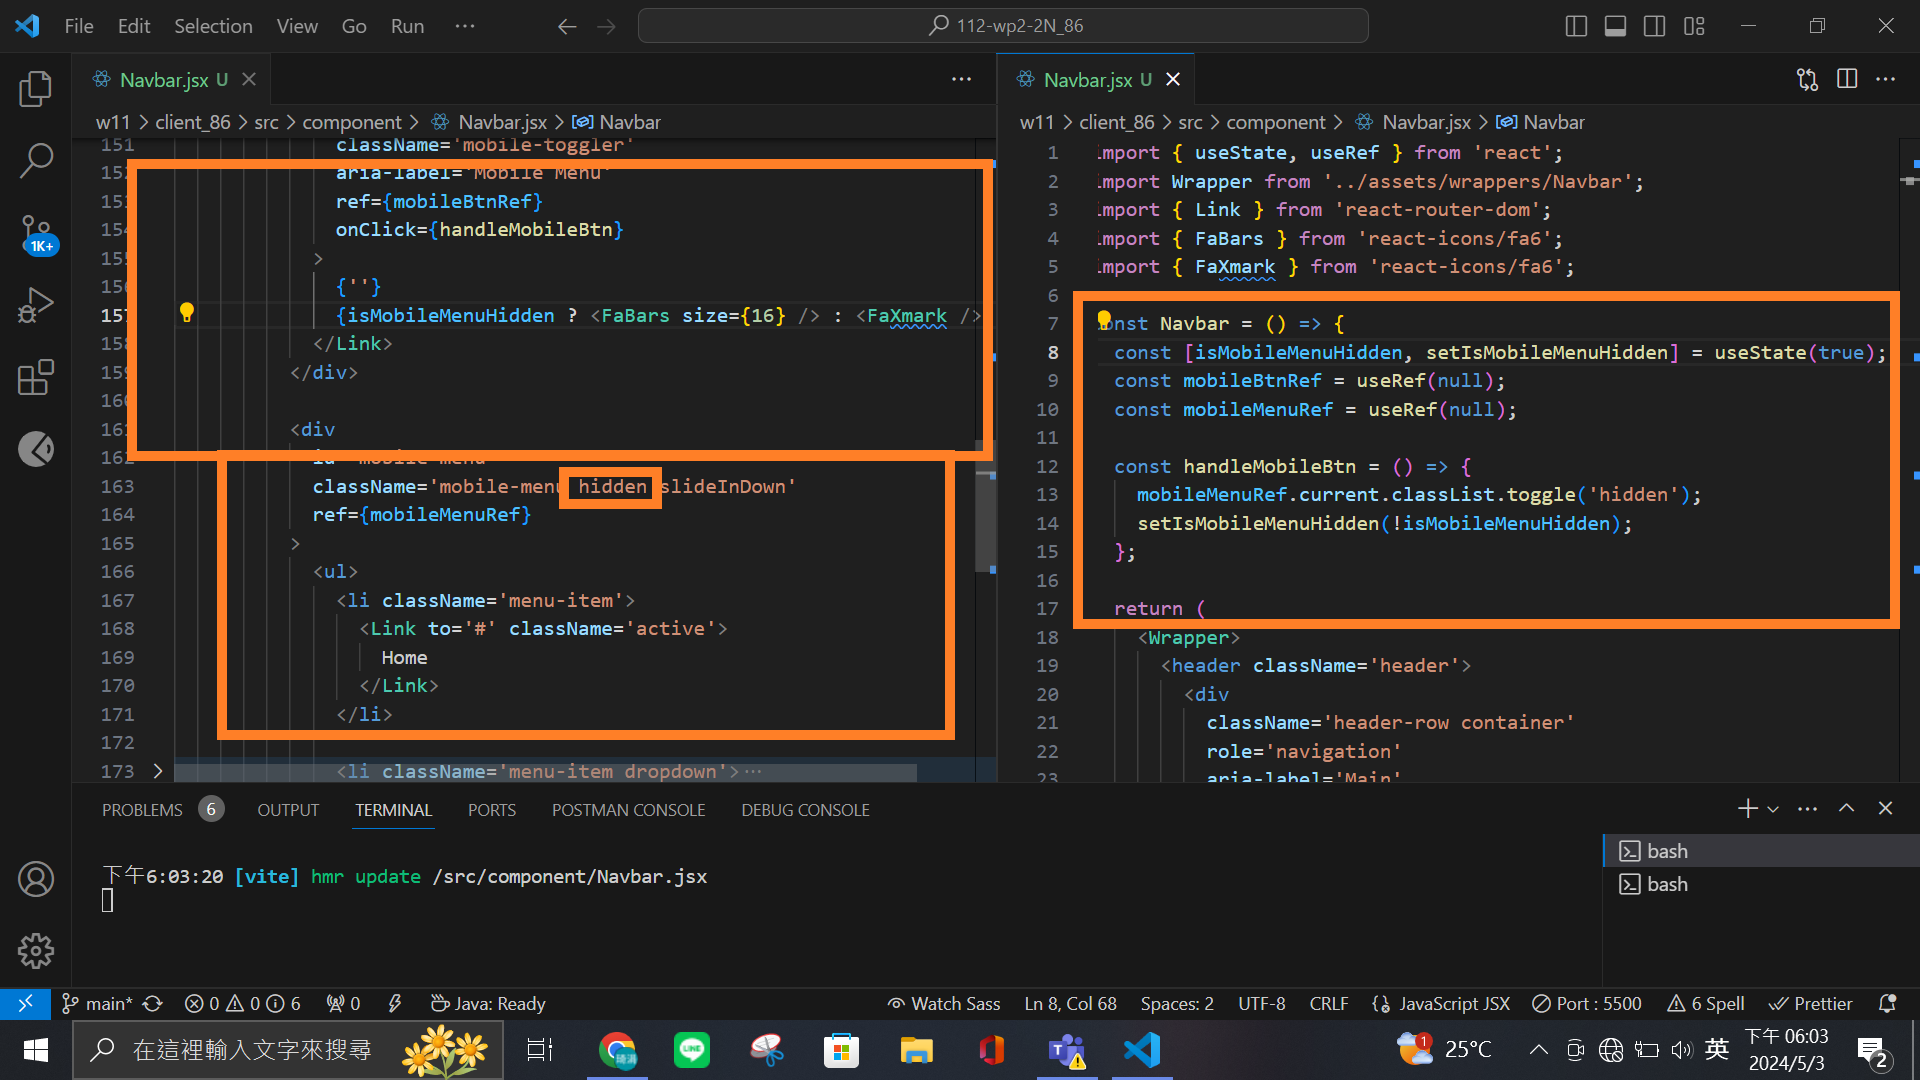 File Edit Selection View Go Run ··· 112-wp2-2N_86
Navbar.jsx U
w11 > client_86 > src > component > Navbar.jsx > Navbar
151 className='mobile-toggler'
152 aria-label='Mobile Menu'
153 ref={mobileBtnRef}
154 onClick={handleMobileBtn}
155 >
156 {''}
157 {isMobileMenuHidden ? <FaBars size={16} /> : <FaXmark />
158 </Link>
159 </div>
160
161 <div
162 id='mobile-menu'
163 className='mobile-menu hidden slideInDown'
164 ref={mobileMenuRef}
165 >
166 <ul>
167 <li className='menu-item'>
168 <Link to='#' className='active'>
169 Home
170 </Link>
171 </li>
172
173 <li className='menu-item dropdown'>···
Navbar.jsx U
w11 > client_86 > src > component > Navbar.jsx > Navbar
1 import { useState, useRef } from 'react';
2 import Wrapper from '../assets/wrappers/Navbar';
3 import { Link } from 'react-router-dom';
4 import { FaBars } from 'react-icons/fa6';
5 import { FaXmark } from 'react-icons/fa6';
6
7 const Navbar = () => {
8 const [isMobileMenuHidden, setIsMobileMenuHidden] = useState(true);
9 const mobileBtnRef = useRef(null);
10 const mobileMenuRef = useRef(null);
11
12 const handleMobileBtn = () => {
13 mobileMenuRef.current.classList.toggle('hidden');
14 setIsMobileMenuHidden(!isMobileMenuHidden);
15 };
16
17 return (
18 <Wrapper>
19 <header className='header'>
20 <div
21 className='header-row container'
22 role='navigation'
23 aria-label='Main'
1K+
PROBLEMS 6 OUTPUT TERMINAL PORTS POSTMAN CONSOLE DEBUG CONSOLE
下午6:03:20 [vite] hmr update /src/component/Navbar.jsx
bash
bash
main* 0 0 6 0 Java: Ready Watch Sass Ln 8, Col 68 Spaces: 2 UTF-8 CRLF JavaScript JSX Port : 5500 6 Spell Prettier
在這裡輸入文字來搜尋 LINE 1 25°C 英 下午 06:03
2024/5/3 2